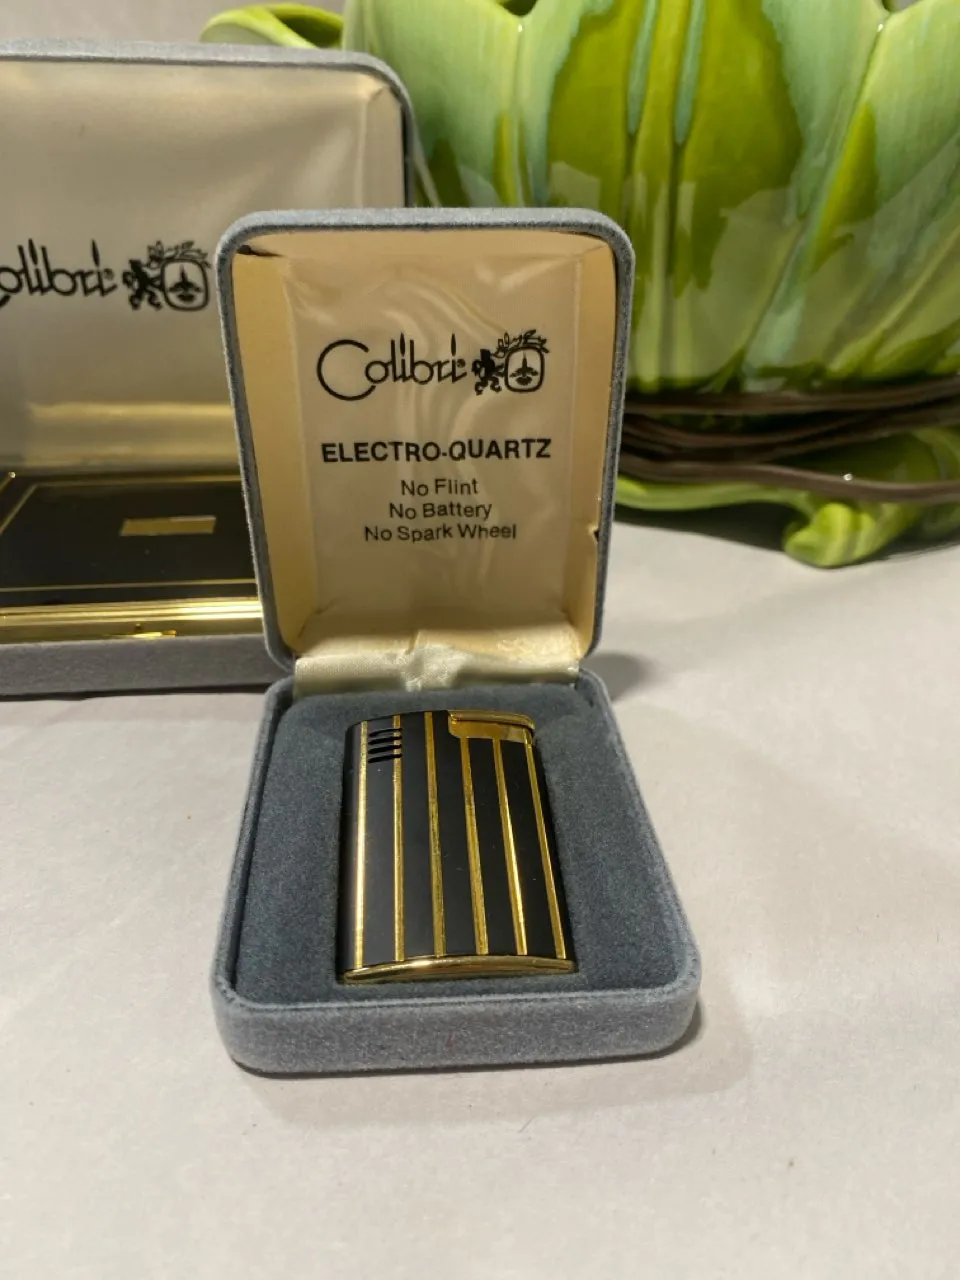 Colibri
Colibri
ELECTRO-QUARTZ
No Flint
No Battery
No Spark Wheel